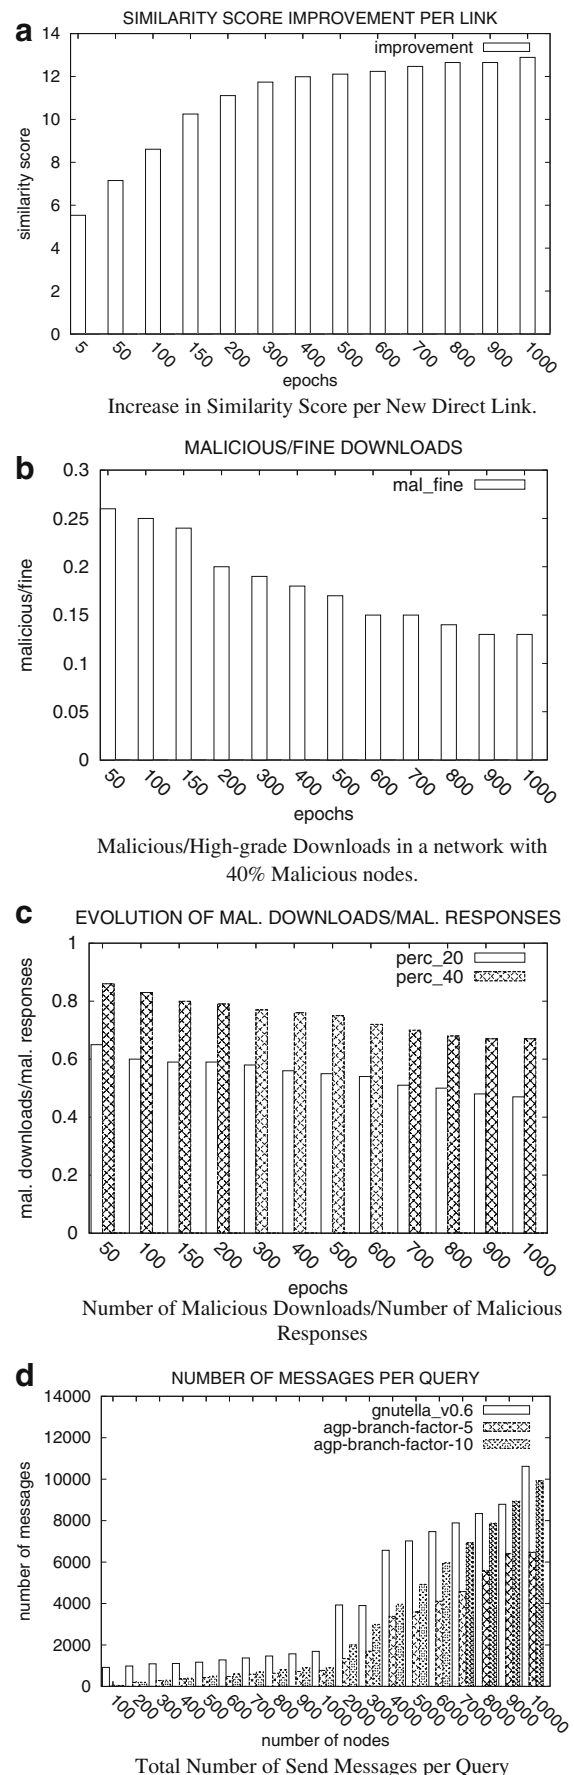 a
SIMILARITY SCORE IMPROVEMENT PER LINK
improvement
similarity score
14
12
10
8
6
4
2
0
5 50 100 150 200 300 400 500 600 700 800 900 1000
epochs
Increase in Similarity Score per New Direct Link.
b
MALICIOUS/FINE DOWNLOADS
mal_fine
malicious/fine
0.3
0.25
0.2
0.15
0.1
0.05
0
50 100 150 200 300 400 500 600 700 800 900 1000
epochs
Malicious/High-grade Downloads in a network with
40% Malicious nodes.
c
EVOLUTION OF MAL. DOWNLOADS/MAL. RESPONSES
perc_20
perc_40
mal. downloads/mal. responses
1
0.8
0.6
0.4
0.2
0
50 100 150 200 300 400 500 600 700 800 900 1000
epochs
Number of Malicious Downloads/Number of Malicious
Responses
d
NUMBER OF MESSAGES PER QUERY
gnutella_v0.6
agp-branch-factor-5
agp-branch-factor-10
number of messages
14000
12000
10000
8000
6000
4000
2000
0
100 200 300 400 500 600 700 800 900 1000 2000 3000 4000 5000 6000 7000 8000 9000 10000
number of nodes
Total Number of Send Messages per Query